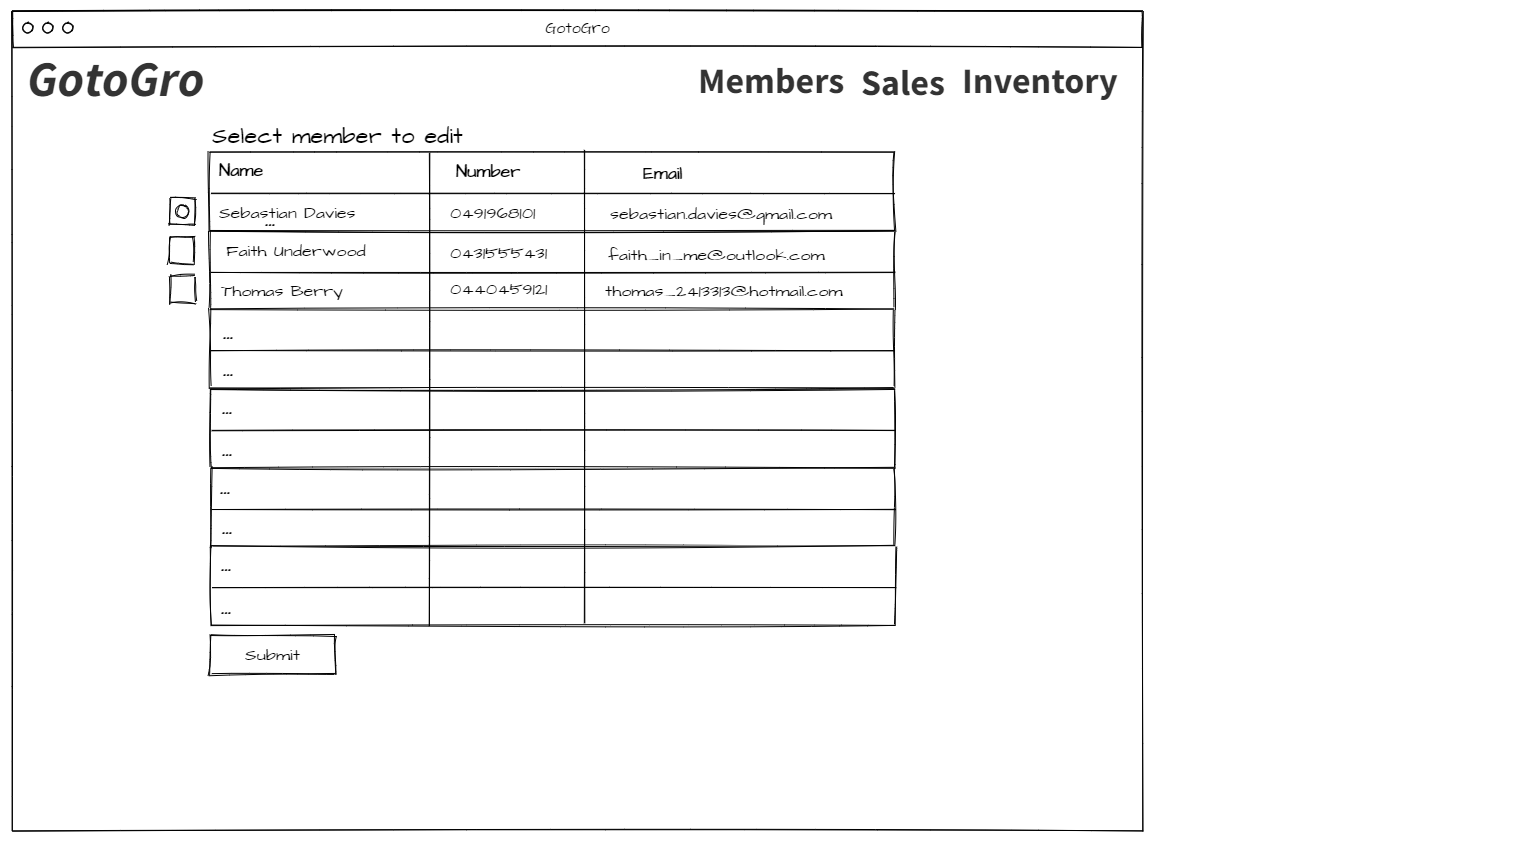 GotoGro
GotoGro
Members Sales Inventory
Select member to edit
Name Number Email
Sebastian Davies 0491968101 sebastian.davies@gmail.com
...
Faith Underwood 0431555431 faith_in_me@outlook.com
Thomas Berry 0440459121 thomas_2413313@hotmail.com
...
...
...
...
...
...
...
...
Submit